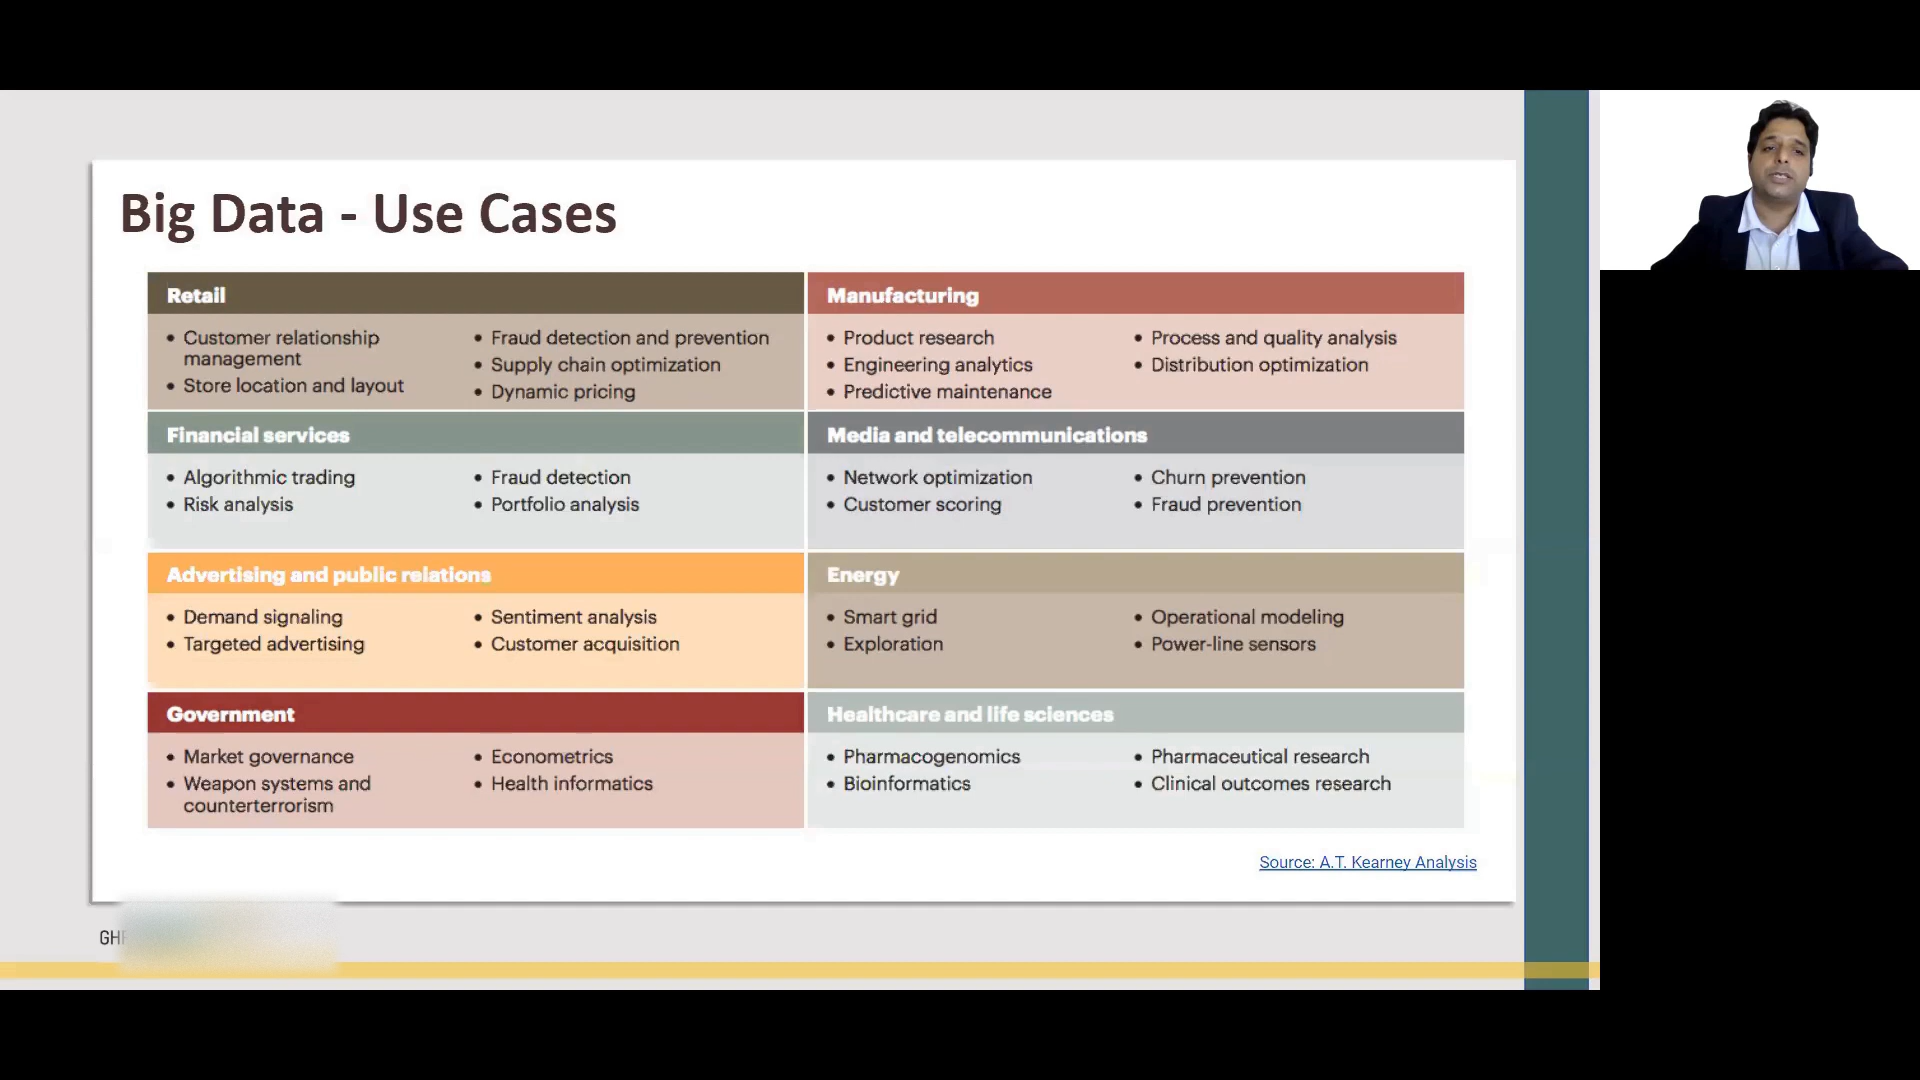 Big Data - Use Cases
Retail
• Customer relationship
management
• Store location and layout
• Fraud detection and prevention
• Supply chain optimization
• Dynamic pricing
Manufacturing
• Product research
• Engineering analytics
• Predictive maintenance
• Process and quality analysis
• Distribution optimization
Financial services
• Algorithmic trading
• Risk analysis
• Fraud detection
• Portfolio analysis
Media and telecommunications
• Network optimization
• Customer scoring
• Churn prevention
• Fraud prevention
Advertising and public relations
• Demand signaling
• Targeted advertising
• Sentiment analysis
• Customer acquisition
Energy
• Smart grid
• Exploration
• Operational modeling
• Power-line sensors
Government
• Market governance
• Weapon systems and
counterterrorism
• Econometrics
• Health informatics
Healthcare and life sciences
• Pharmacogenomics
• Bioinformatics
• Pharmaceutical research
• Clinical outcomes research
Source: A.T. Kearney Analysis